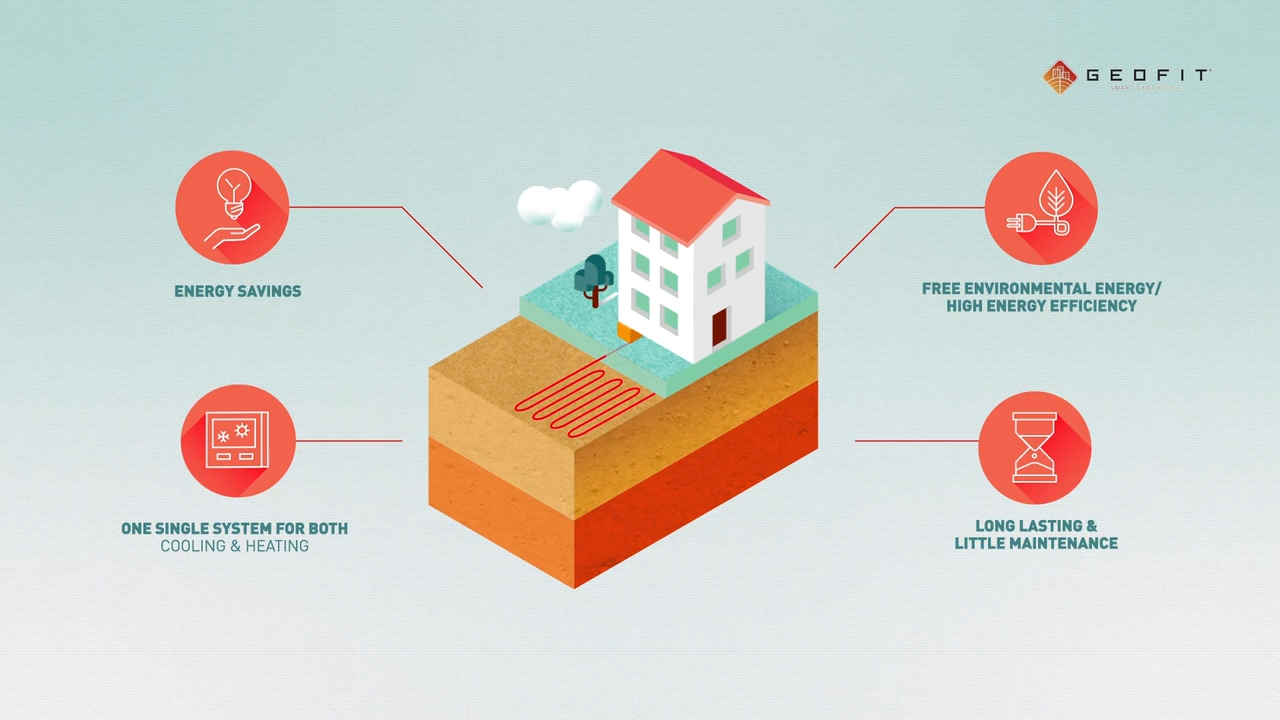 GEOFIT
ENERGY SAVINGS
FREE ENVIRONMENTAL ENERGY/
HIGH ENERGY EFFICIENCY
ONE SINGLE SYSTEM FOR BOTH
COOLING & HEATING
LONG LASTING &
LITTLE MAINTENANCE